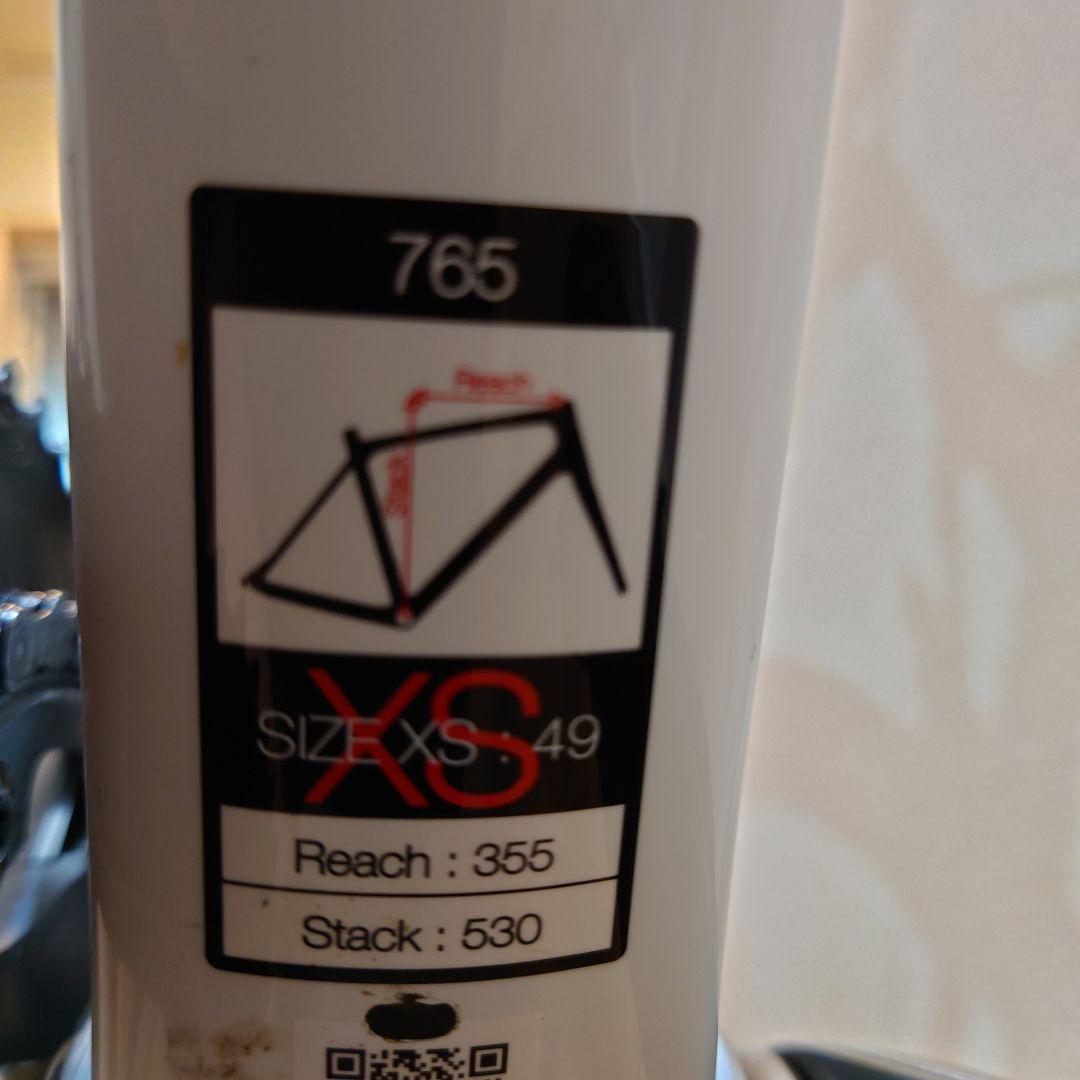 765
Reach
Stack
XS
SIZE XS : 49
Reach : 355
Stack : 530